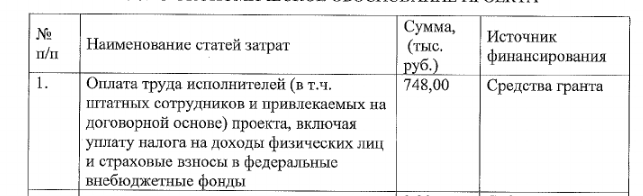 № п/п
Наименование статей затрат
Сумма, (тыс. руб.)
Источник финансирования
1.
Оплата труда исполнителей (в т.ч.
штатных сотрудников и привлекаемых на
договорной основе) проекта, включая
уплату налога на доходы физических лиц
и страховые взносы в федеральные
внебюджетные фонды
748,00
Средства гранта